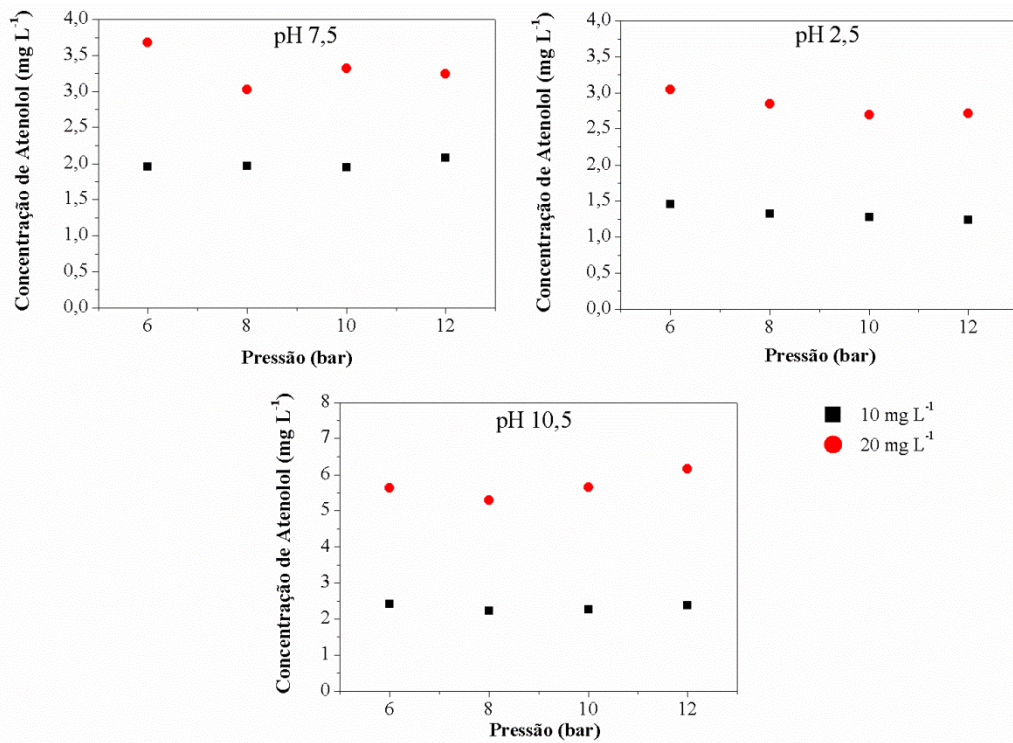 pH 7,5
Concentração de Atenolol (mg L⁻¹)
4,0
3,5
3,0
2,5
2,0
1,5
1,0
0,5
0,0
6 8 10 12
Pressão (bar)
pH 2,5
Concentração de Atenolol (mg L⁻¹)
4,0
3,5
3,0
2,5
2,0
1,5
1,0
0,5
0,0
6 8 10 12
Pressão (bar)
pH 10,5
Concentração de Atenolol (mg L⁻¹)
8
7
6
5
4
3
2
1
0
6 8 10 12
Pressão (bar)
10 mg L⁻¹
20 mg L⁻¹